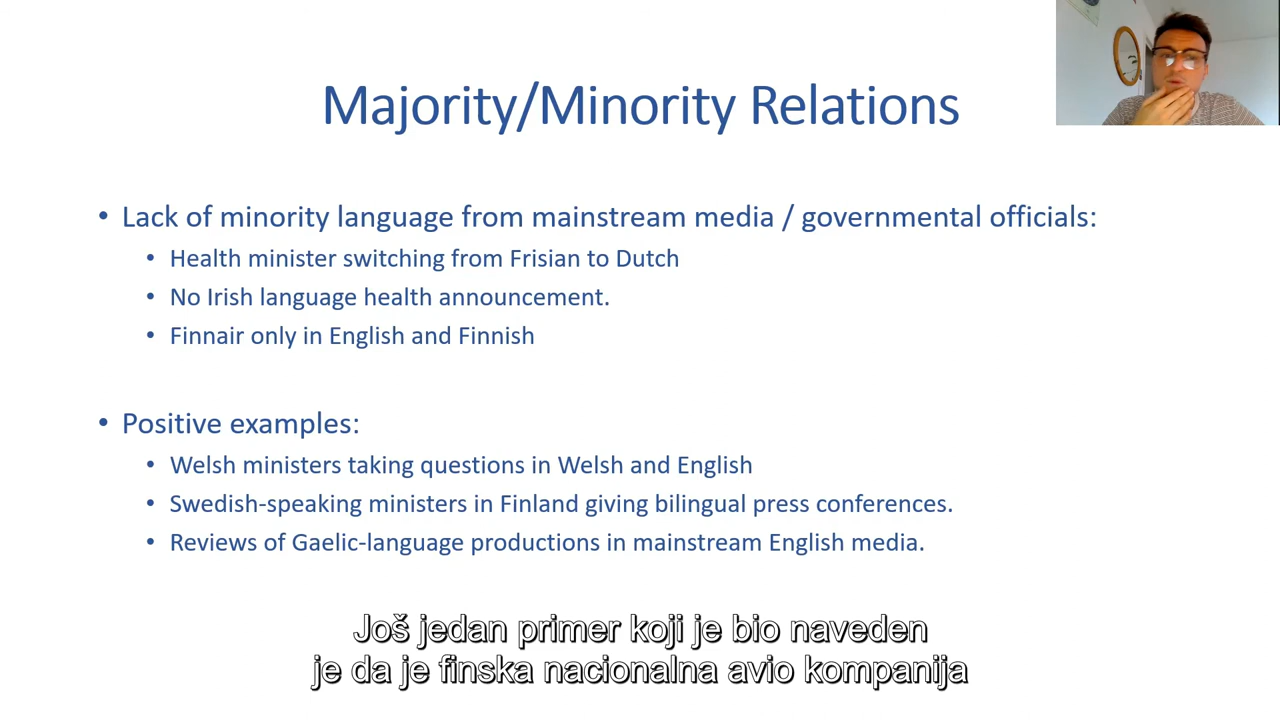 Majority/Minority Relations
• Lack of minority language from mainstream media / governmental officials:
• Health minister switching from Frisian to Dutch
• No Irish language health announcement.
• Finnair only in English and Finnish
• Positive examples:
• Welsh ministers taking questions in Welsh and English
• Swedish-speaking ministers in Finland giving bilingual press conferences.
• Reviews of Gaelic-language productions in mainstream English media.
Još jedan primer koji je bio naveden
je da je finska nacionalna avio kompanija